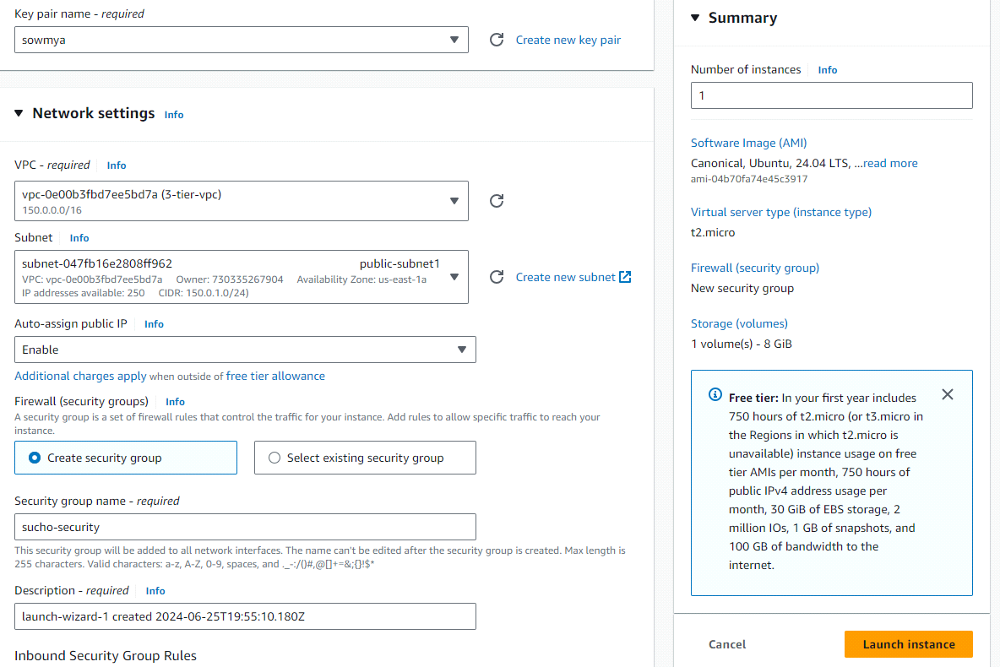 Key pair name - required
sowmya
Create new key pair
Network settings Info
VPC - required Info
vpc-0e00b3fbd7ee5bd7a (3-tier-vpc)
150.0.0.0/16
Subnet Info
subnet-047fb16e2808ff962 public-subnet1
VPC: vpc-0e00b3fbd7ee5bd7a Owner: 730335267904 Availability Zone: us-east-1a
IP addresses available: 250 CIDR: 150.0.1.0/24)
Create new subnet
Auto-assign public IP Info
Enable
Additional charges apply when outside of free tier allowance
Firewall (security groups) Info
A security group is a set of firewall rules that control the traffic for your instance. Add rules to allow specific traffic to reach your
instance.
Create security group
Select existing security group
Security group name - required
sucho-security
This security group will be added to all network interfaces. The name can't be edited after the security group is created. Max length is
255 characters. Valid characters: a-z, A-Z, 0-9, spaces, and ._-:/()#,@[]+=&;{}!$*
Description - required Info
launch-wizard-1 created 2024-06-25T19:55:10.180Z
Inbound Security Group Rules
Summary
Number of instances Info
1
Software Image (AMI)
Canonical, Ubuntu, 24.04 LTS, ...read more
ami-04b70fa74e45c3917
Virtual server type (instance type)
t2.micro
Firewall (security group)
New security group
Storage (volumes)
1 volume(s) - 8 GiB
Free tier: In your first year includes
750 hours of t2.micro (or t3.micro in
the Regions in which t2.micro is
unavailable) instance usage on free
tier AMIs per month, 750 hours of
public IPv4 address usage per
month, 30 GiB of EBS storage, 2
million IOs, 1 GB of snapshots, and
100 GB of bandwidth to the
internet.
Cancel
Launch instance